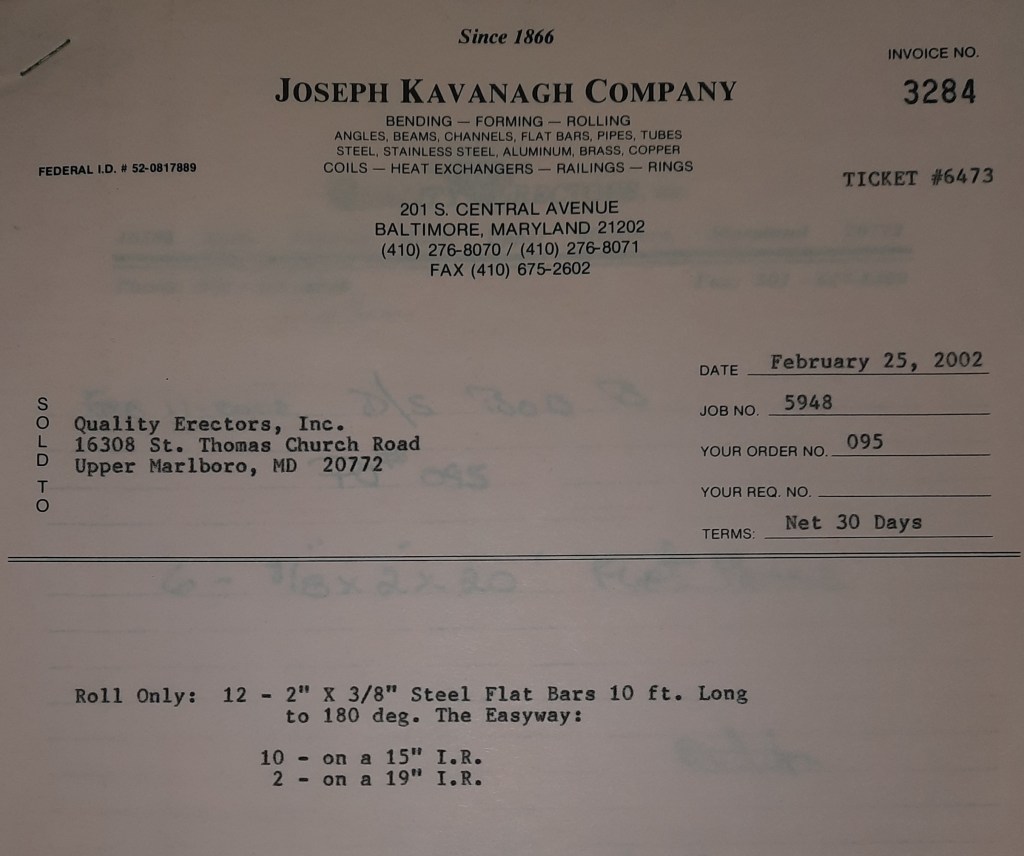 Since 1866
JOSEPH KAVANAGH COMPANY
BENDING — FORMING — ROLLING
ANGLES, BEAMS, CHANNELS, FLAT BARS, PIPES, TUBES
STEEL, STAINLESS STEEL, ALUMINUM, BRASS, COPPER
COILS — HEAT EXCHANGERS — RAILINGS — RINGS
201 S. CENTRAL AVENUE
BALTIMORE, MARYLAND 21202
(410) 276-8070 / (410) 276-8071
FAX (410) 675-2602
INVOICE NO.
3284
FEDERAL I.D. # 52-0817889
TICKET #6473
DATE February 25, 2002
JOB NO. 5948
YOUR ORDER NO. 095
YOUR REQ. NO.
TERMS: Net 30 Days
SOLD TO
Quality Erectors, Inc.
16308 St. Thomas Church Road
Upper Marlboro, MD 20772
Roll Only: 12 - 2" X 3/8" Steel Flat Bars 10 ft. Long
to 180 deg. The Easyway:
10 - on a 15" I.R.
2 - on a 19" I.R.